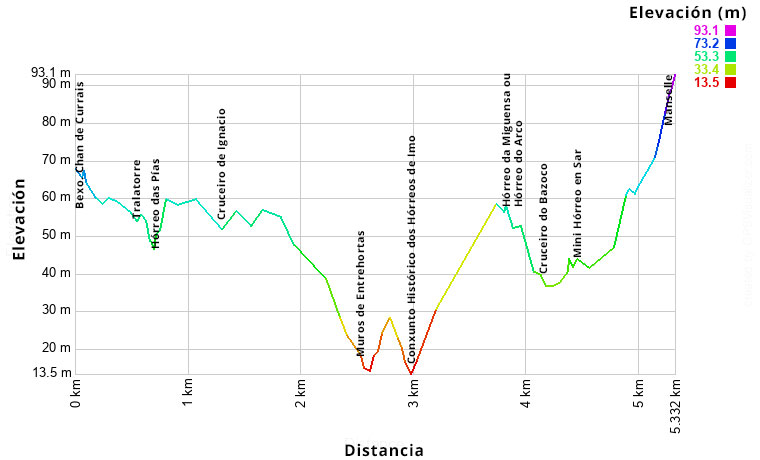 Elevación (m)
93.1
73.2
53.3
33.4
13.5
93.1 m
90 m
80 m
70 m
60 m
50 m
40 m
30 m
20 m
13.5 m
Elevación
Bexo. Chan de Currais
Tralatorre
Hórreo das Pías
Cruceiro de Ignacio
Muros de Entrehortas
Conxunto Histórico dos Hórreos de Imo
Hórreo da Miguensa ou
Hórreo do Arco
Cruceiro do Bazoco
Mini Hórreo en Sar
Manselle
0 km
1 km
2 km
3 km
4 km
5 km
5.332 km
Distancia